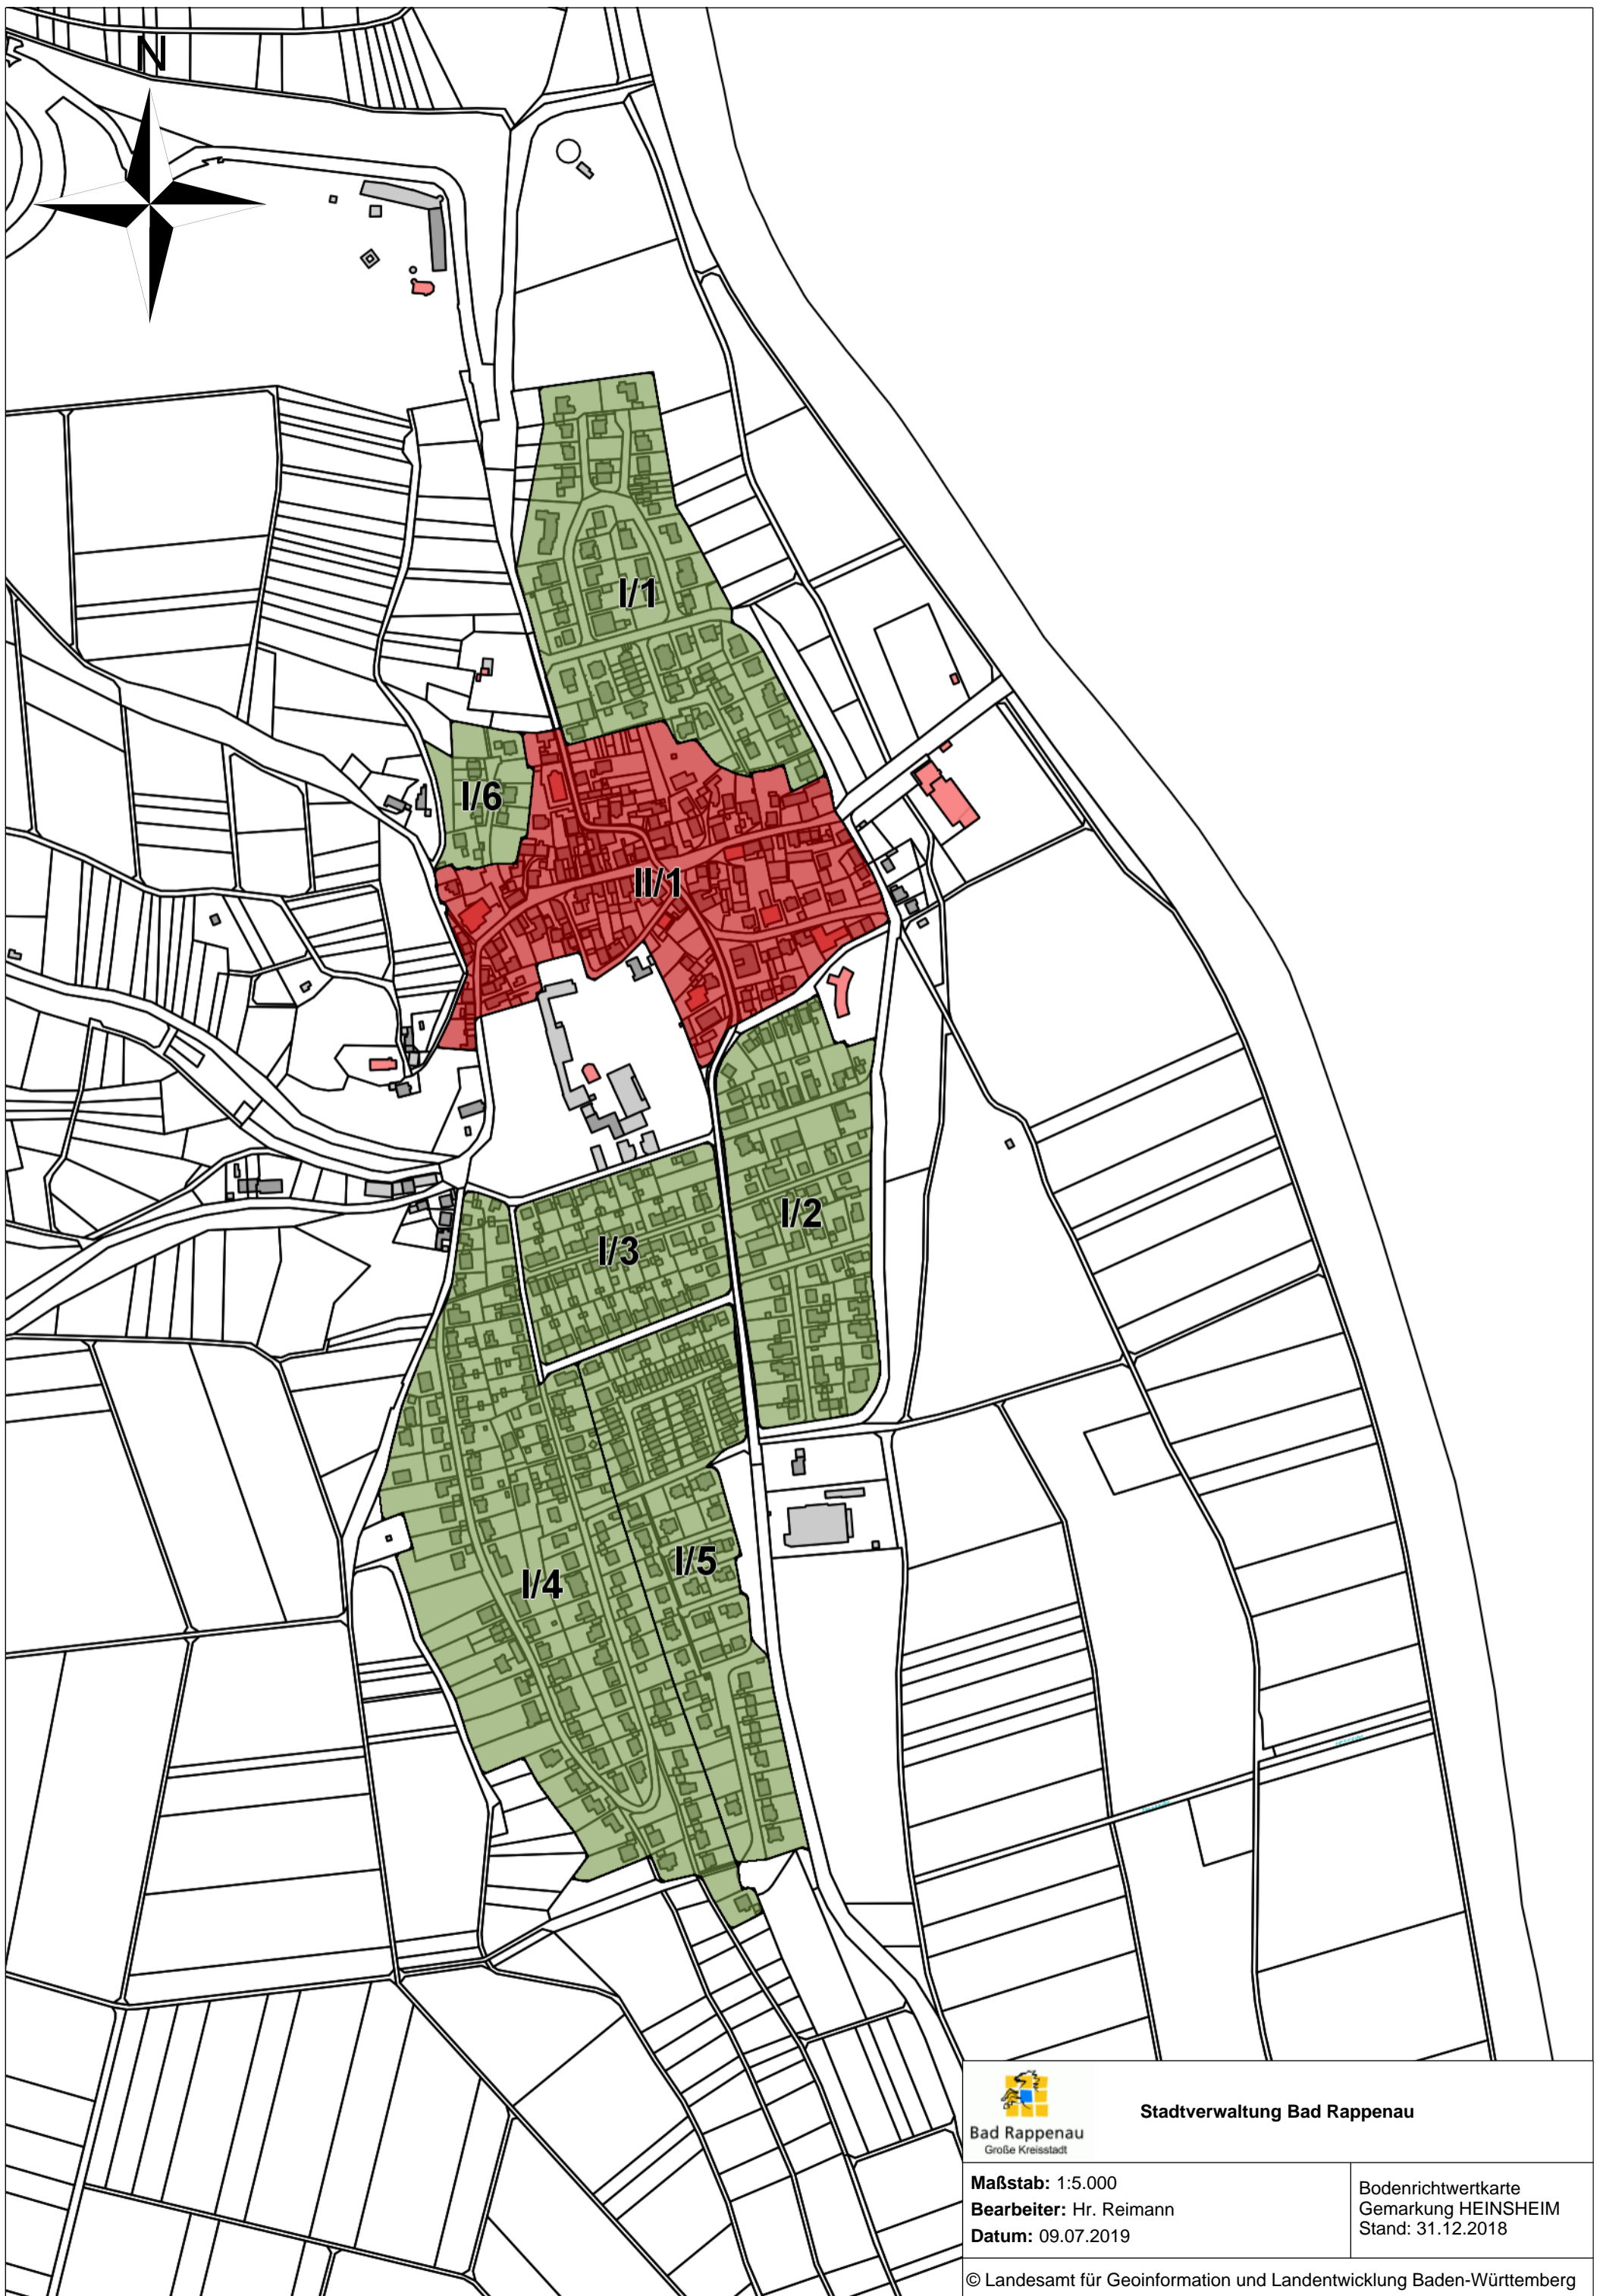 N
I/1
I/6
II/1
I/2
I/3
I/5
I/4
Bad Rappenau
Große Kreisstadt
Stadtverwaltung Bad Rappenau
Maßstab: 1:5.000
Bearbeiter: Hr. Reimann
Datum: 09.07.2019
Bodenrichtwertkarte
Gemarkung HEINSHEIM
Stand: 31.12.2018
© Landesamt für Geoinformation und Landentwicklung Baden-Württemberg